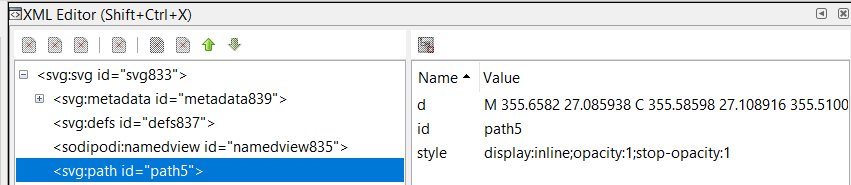 XML Editor (Shift+Ctrl+X)
<svg:svg id="svg833">
<svg:metadata id="metadata839">
<svg:defs id="defs837">
<sodipodi:namedview id="namedview835">
<svg:path id="path5">
Name Value
d M 355.6582 27.085938 C 355.58598 27.108916 355.5100
id path5
style display:inline;opacity:1;stop-opacity:1